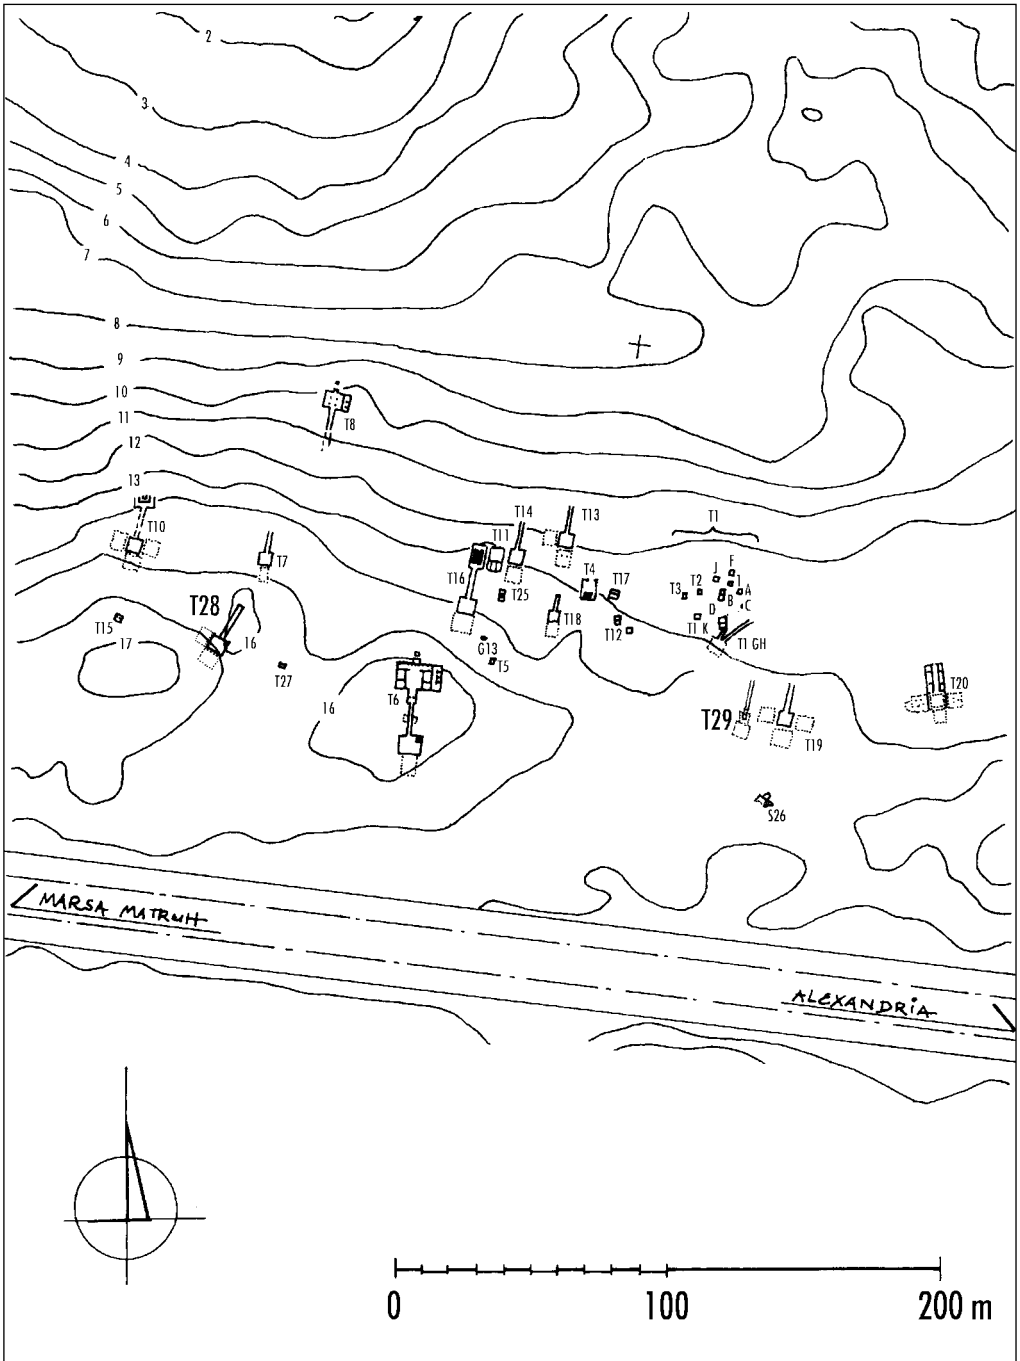 2
3
4
5
6
7
8
9
10
11
12
13
T8
T10
T7
T14
T13
T1
T11
T16
T25
T4
T17
T18
T12
G13
T5
T3
T2
J
F
I
A
B
C
D
T1 K
T1 GH
T28
16
T15
17
T27
16
T6
T29
T19
T20
S26
MARSA MATRUH
ALEXANDRIA
0 100 200 m